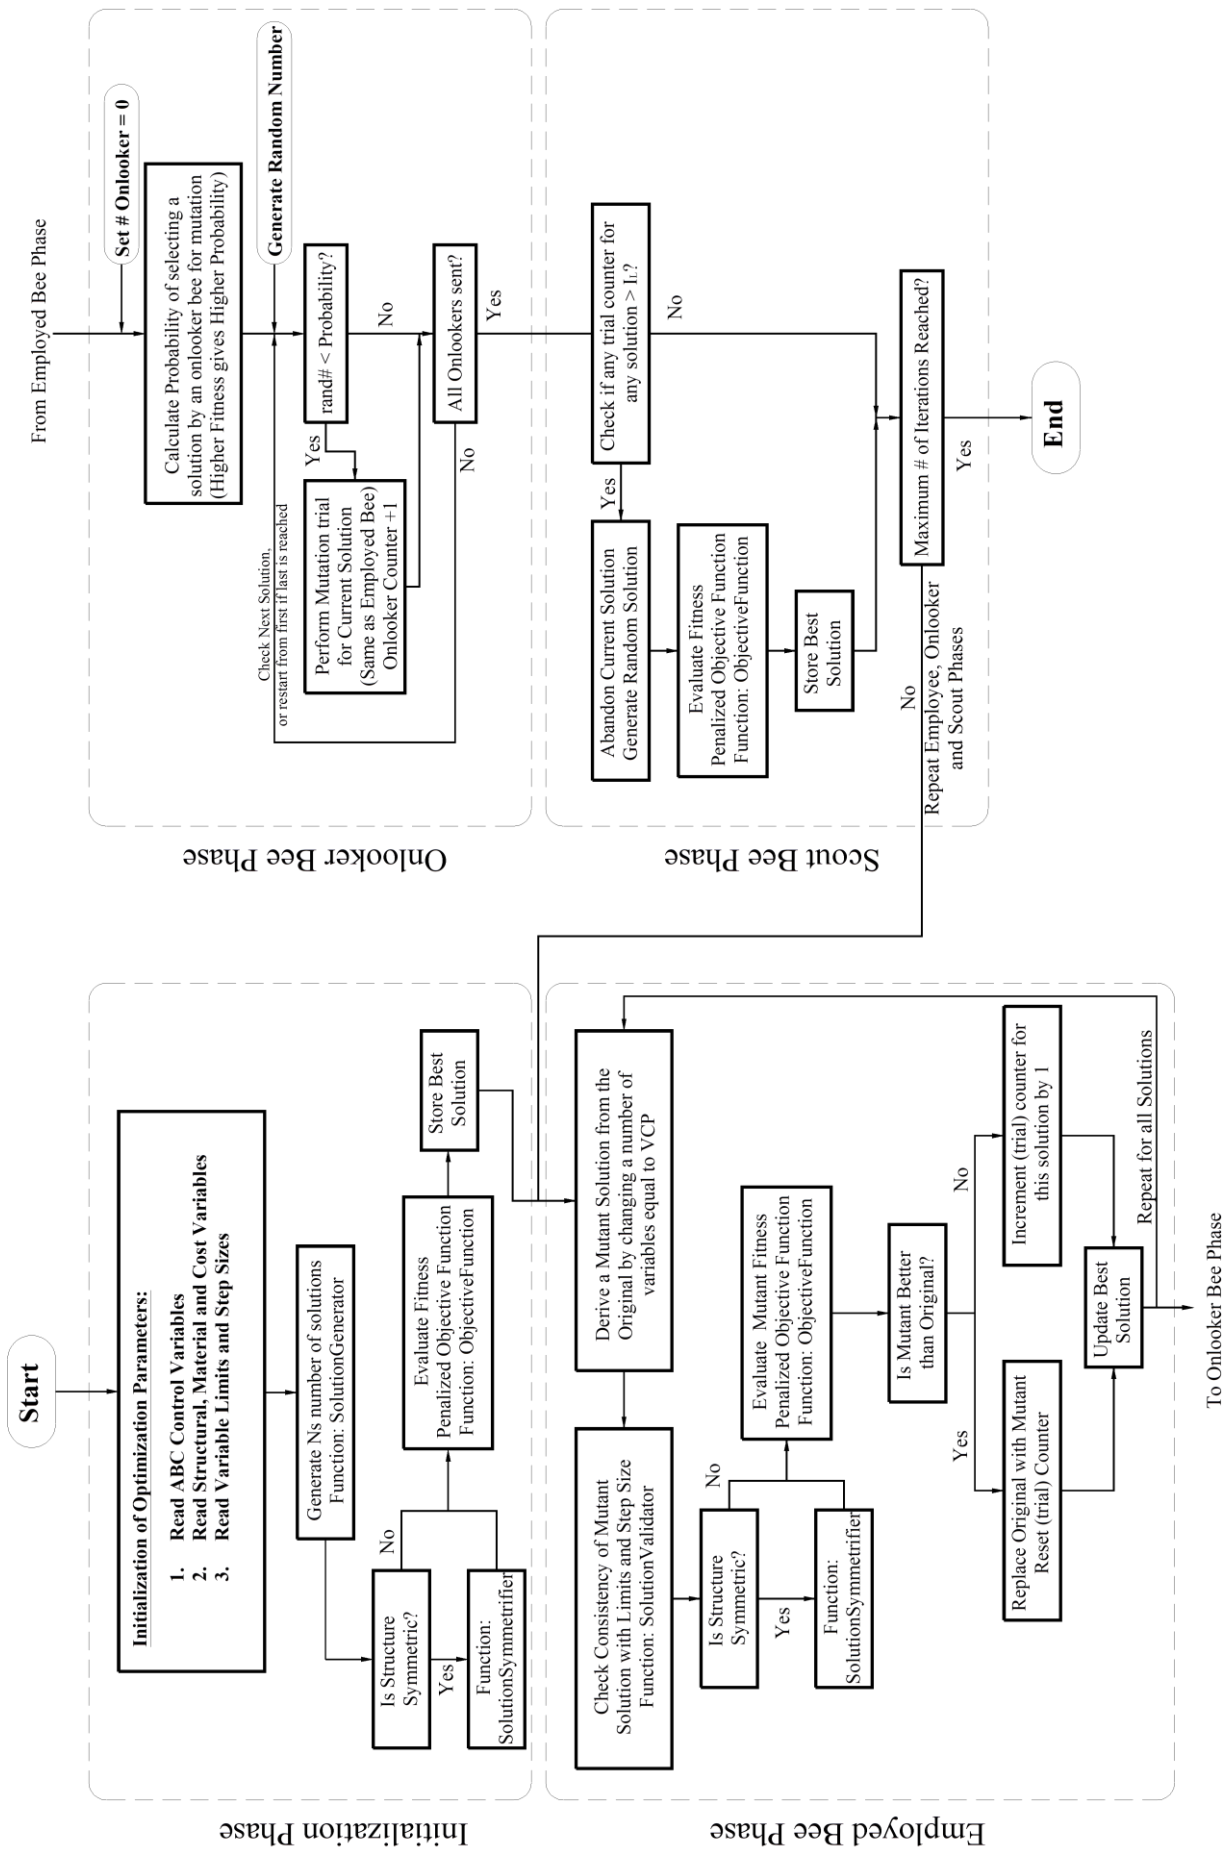 Initialization Phase
Start
Initialization of Optimization Parameters:
1. Read ABC Control Variables
2. Read Structural, Material and Cost Variables
3. Read Variable Limits and Step Sizes
Generate Ns number of solutions
Function: SolutionGenerator
Is Structure
Symmetric?
No
Yes
Function:
SolutionSymmetrifier
Evaluate Fitness
Penalized Objective Function
Function: ObjectiveFunction
Store Best
Solution
Employed Bee Phase
Derive a Mutant Solution from the
Original by changing a number of
variables equal to VCP
Check Consistency of Mutant
Solution with Limits and Step Size
Function: SolutionValidator
Is Structure
Symmetric?
No
Yes
Function:
SolutionSymmetrifier
Evaluate Mutant Fitness
Penalized Objective Function
Function: ObjectiveFunction
Is Mutant Better
than Original?
Yes
No
Replace Original with Mutant
Reset (trial) Counter
Increment (trial) counter for
this solution by 1
Update Best
Solution
Repeat for all Solutions
To Onlooker Bee Phase
Onlooker Bee Phase
From Employed Bee Phase
Set # Onlooker = 0
Calculate Probability of selecting a
solution by an onlooker bee for mutation
(Higher Fitness gives Higher Probability)
Generate Random Number
Check Next Solution,
or restart from first if last is reached
rand# < Probability?
Yes
No
Perform Mutation trial
for Current Solution
(Same as Employed Bee)
Onlooker Counter +1
All Onlookers sent?
No
Yes
Scout Bee Phase
Check if any trial counter for
any solution > IL?
Yes
No
Abandon Current Solution
Generate Random Solution
Evaluate Fitness
Penalized Objective Function
Function: ObjectiveFunction
Store Best
Solution
Maximum # of Iterations Reached?
No
Repeat Employee, Onlooker
and Scout Phases
Yes
End